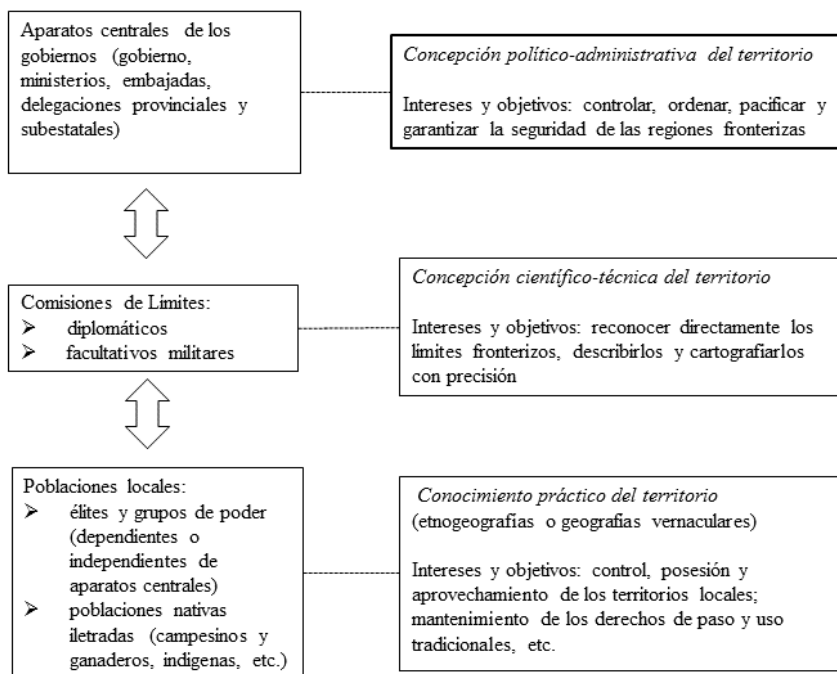 Aparatos centrales de los
gobiernos (gobierno,
ministerios, embajadas,
delegaciones provinciales y
subestatales)
Concepción político-administrativa del territorio
Intereses y objetivos: controlar, ordenar, pacificar y
garantizar la seguridad de las regiones fronterizas
Comisiones de Límites:
➢ diplomáticos
➢ facultativos militares
Concepción científico-técnica del territorio
Intereses y objetivos: reconocer directamente los
límites fronterizos, describirlos y cartografiarlos
con precisión
Poblaciones locales:
➢ élites y grupos de poder
(dependientes o
independientes de
aparatos centrales)
➢ poblaciones nativas
iletradas (campesinos y
ganaderos, indígenas, etc.)
Conocimiento práctico del territorio
(etnogeografías o geografías vernaculares)
Intereses y objetivos: control, posesión y
aprovechamiento de los territorios locales;
mantenimiento de los derechos de paso y uso
tradicionales, etc.